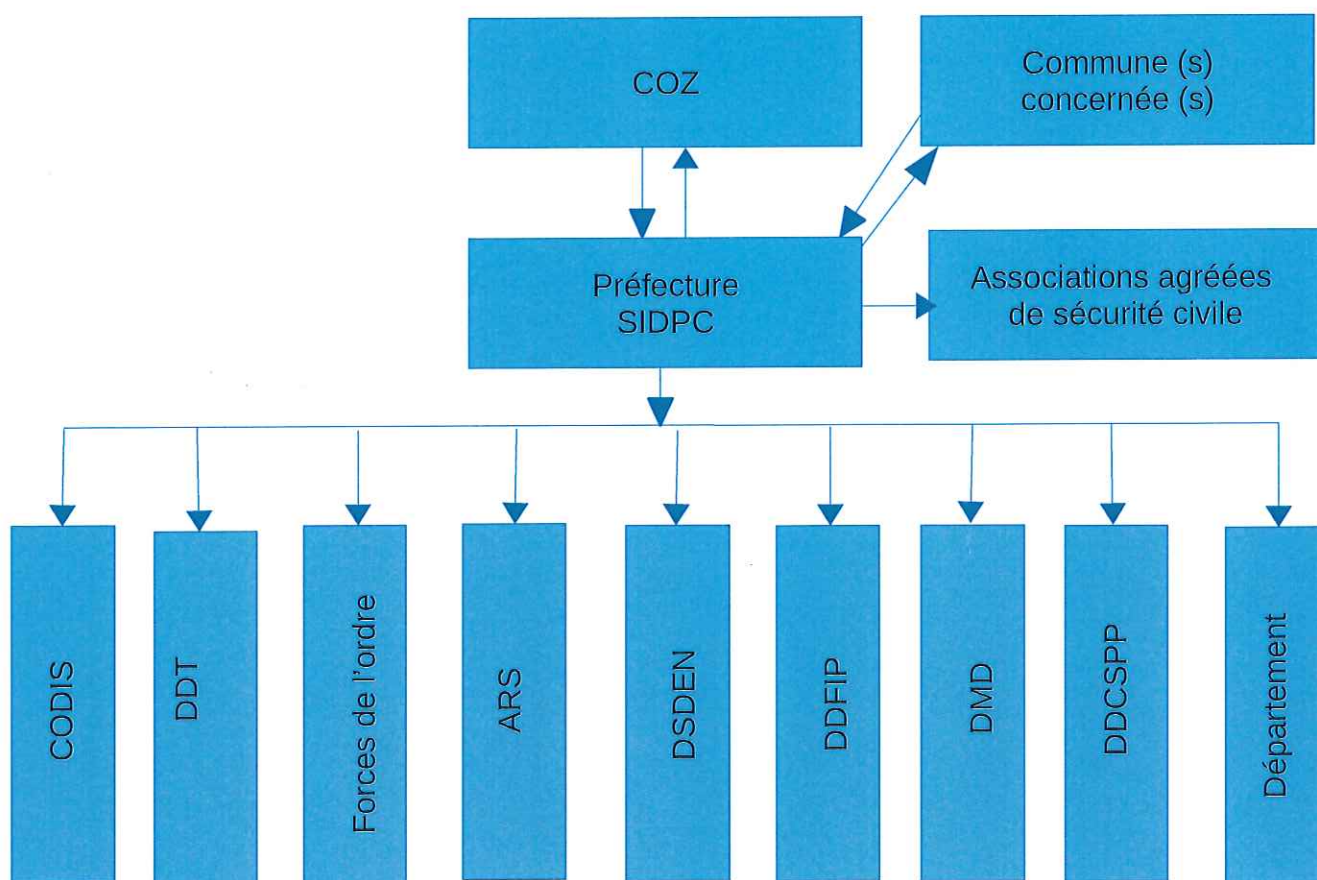 COZ
Commune (s)
concernée (s)
Préfecture
SIDPC
Associations agréées
de sécurité civile
CODIS
DDT
Forces de l'ordre
ARS
DSDEN
DDFIP
DMD
DDCSPP
Département